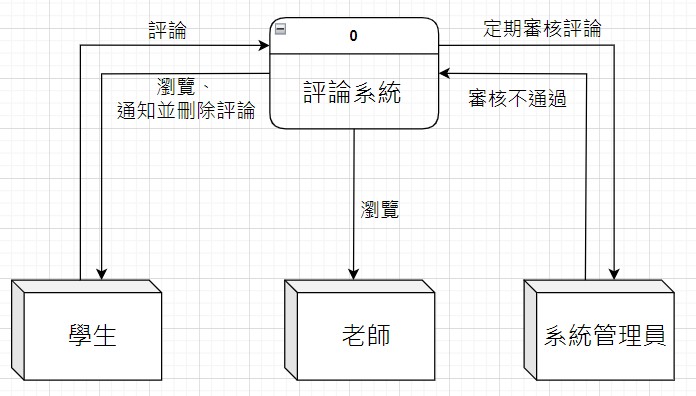 評論
0
定期審核評論
瀏覽、
通知並刪除評論
評論系統
審核不通過
瀏覽
學生
老師
系統管理員